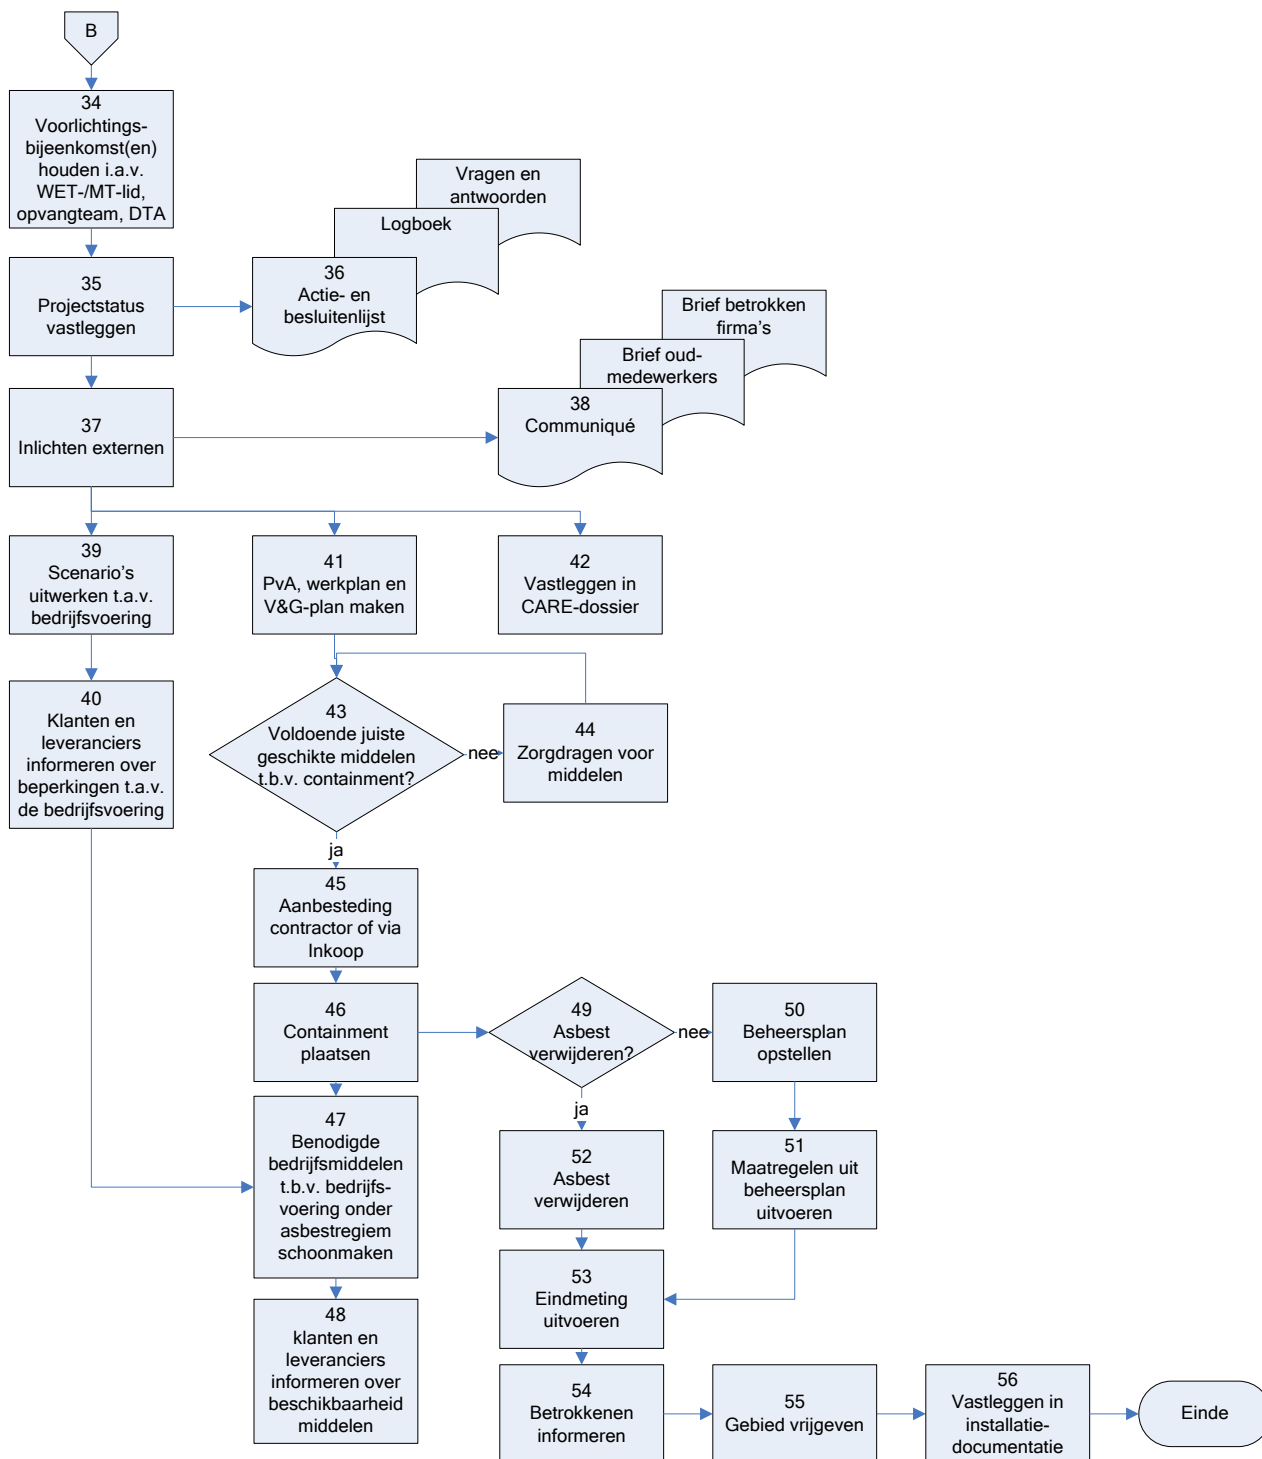 B
34
Voorlichtings-
bijeenkomst(en)
houden i.a.v.
WET-/MT-lid,
opvangteam, DTA
35
Projectstatus
vastleggen
36
Actie- en
besluitenlijst
Logboek
Vragen en
antwoorden
37
Inlichten externen
38
Communiqué
Brief oud-
medewerkers
Brief betrokken
firma's
39
Scenario's
uitwerken t.a.v.
bedrijfsvoering
40
Klanten en
leveranciers
informeren over
beperkingen t.a.v.
de bedrijfsvoering
41
PvA, werkplan en
V&G-plan maken
42
Vastleggen in
CARE-dossier
43
Voldoende juiste
geschikte middelen
t.b.v. containment?
nee
44
Zorgdragen voor
middelen
ja
45
Aanbesteding
contractor of via
Inkoop
46
Containment
plaatsen
47
Benodigde
bedrijfsmiddelen
t.b.v. bedrijfs-
voering onder
asbestregiem
schoonmaken
48
klanten en
leveranciers
informeren over
beschikbaarheid
middelen
49
Asbest
verwijderen?
nee
50
Beheersplan
opstellen
51
Maatregelen uit
beheersplan
uitvoeren
ja
52
Asbest
verwijderen
53
Eindmeting
uitvoeren
54
Betrokkenen
informeren
55
Gebied vrijgeven
56
Vastleggen in
installatie-
documentatie
Einde